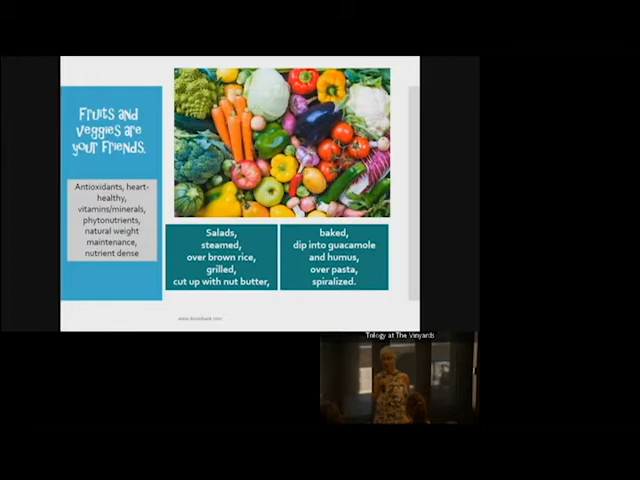 Fruits and
Veggies are
your Friends.
Antioxidants, heart-
healthy,
vitamins/minerals,
phytonutrients,
natural weight
maintenance,
nutrient dense
Salads,
steamed,
over brown rice,
grilled,
cut up with nut butter,
baked,
dip into guacamole
and humus,
over pasta,
spiralized.
Trilogy at The Vinyards